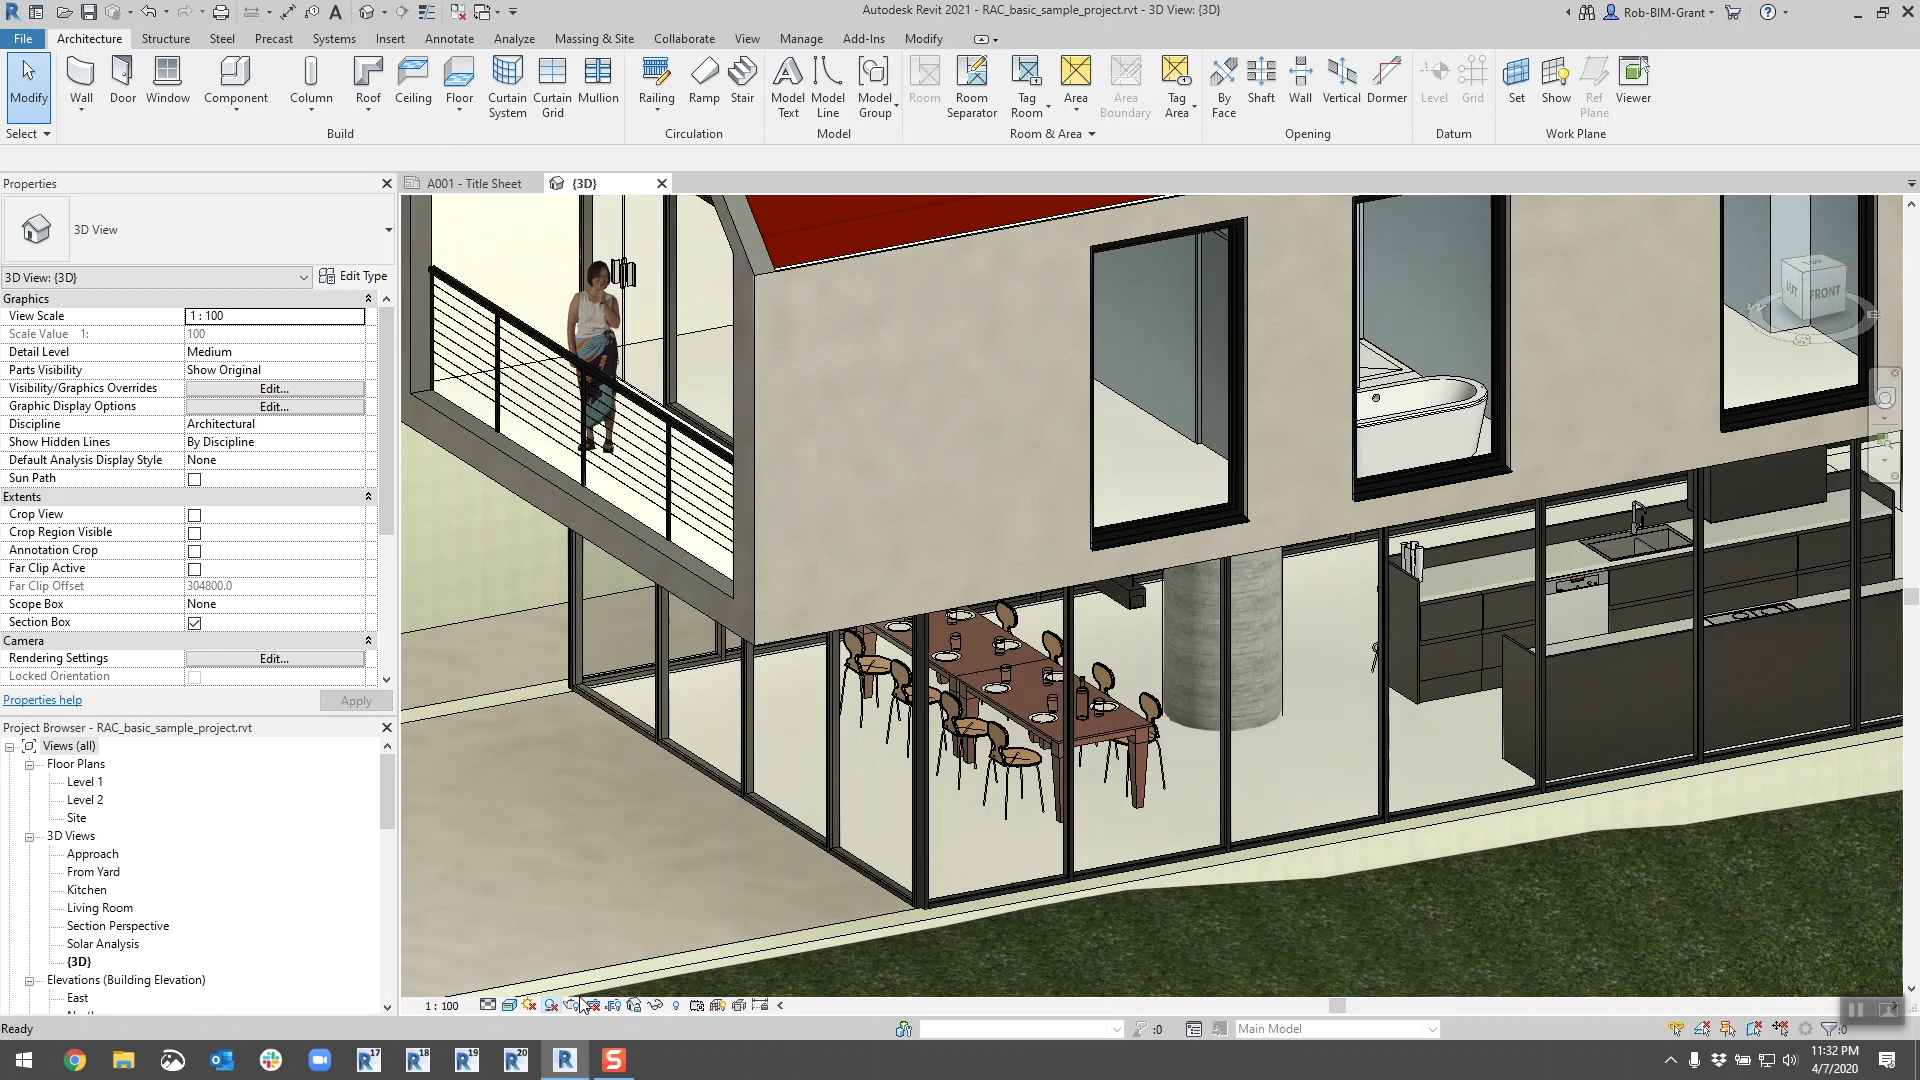 Autodesk Revit 2021 - RAC_basic_sample_project.rvt - 3D View: {3D}
Rob-BIM-Grant
File Architecture Structure Steel Precast Systems Insert Annotate Analyze Massing & Site Collaborate View Manage Add-Ins Modify
Modify Wall Door Window Component Column Roof Ceiling Floor Curtain System Curtain Grid Mullion Railing Ramp Stair Model Text Model Line Model Group Room Room Separator Tag Room Area Area Boundary Tag Area By Face Shaft Wall Vertical Dormer Level Grid Set Show Ref Plane Viewer
Select Build Circulation Model Room & Area Opening Datum Work Plane
Properties
A001 - Title Sheet {3D}
3D View
3D View: {3D} Edit Type
Graphics
View Scale 1 : 100
Scale Value 1: 100
Detail Level Medium
Parts Visibility Show Original
Visibility/Graphics Overrides Edit...
Graphic Display Options Edit...
Discipline Architectural
Show Hidden Lines By Discipline
Default Analysis Display Style None
Sun Path
Extents
Crop View
Crop Region Visible
Annotation Crop
Far Clip Active
Far Clip Offset 304800.0
Scope Box None
Section Box
Camera
Rendering Settings Edit...
Locked Orientation
Properties help Apply
Project Browser - RAC_basic_sample_project.rvt
Views (all)
Floor Plans
Level 1
Level 2
Site
3D Views
Approach
From Yard
Kitchen
Living Room
Section Perspective
Solar Analysis
{3D}
Elevations (Building Elevation)
East
TOP
LEFT FRONT
1 : 100
Ready
:0 Main Model :0
R17 R18 R19 R20 R S
11:32 PM
4/7/2020